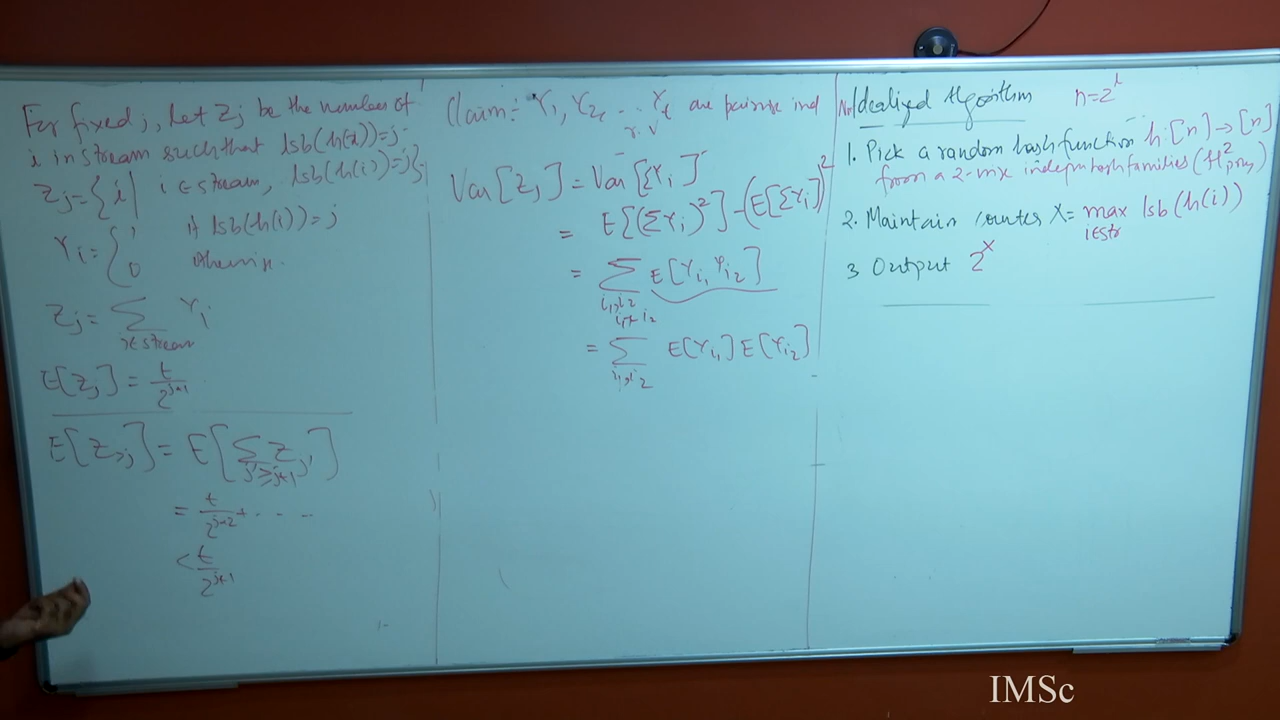 For fixed j, let Zj be the number of
i in stream such that lsb(h(i))=j.
Zj = { i | i ∈ stream, lsb(h(i))=j}
Yi = { 1 if lsb(h(i)) = j
0 otherwise.
Zj = Σ Yi
i∈stream
E[Zj] = t/2^{j+1}
E[Z>j] = E[ Σ Zj' ]
j'≥j+1
= t/2^{j+2} + - - -
< t/2^{j+1}
Claim: Y1, Y2, .. Yt are pairwise ind
r.v
Var[Zj] = Var[ΣYi]
= E[(ΣYi)^2] - (E[ΣYi])^2
= Σ E[Yi1 Yi2]
i1,i2
i1≠i2
= Σ E[Yi1] E[Yi2]
i1,i2
Non Idealized Algorithm n=2^l
1. Pick a random hash function h:[n]→[n]
from a 2-wise indepn hash families (H^2 poly)
2. Maintain counter X = max lsb(h(i))
i∈str
3 Output 2^X
IMSc